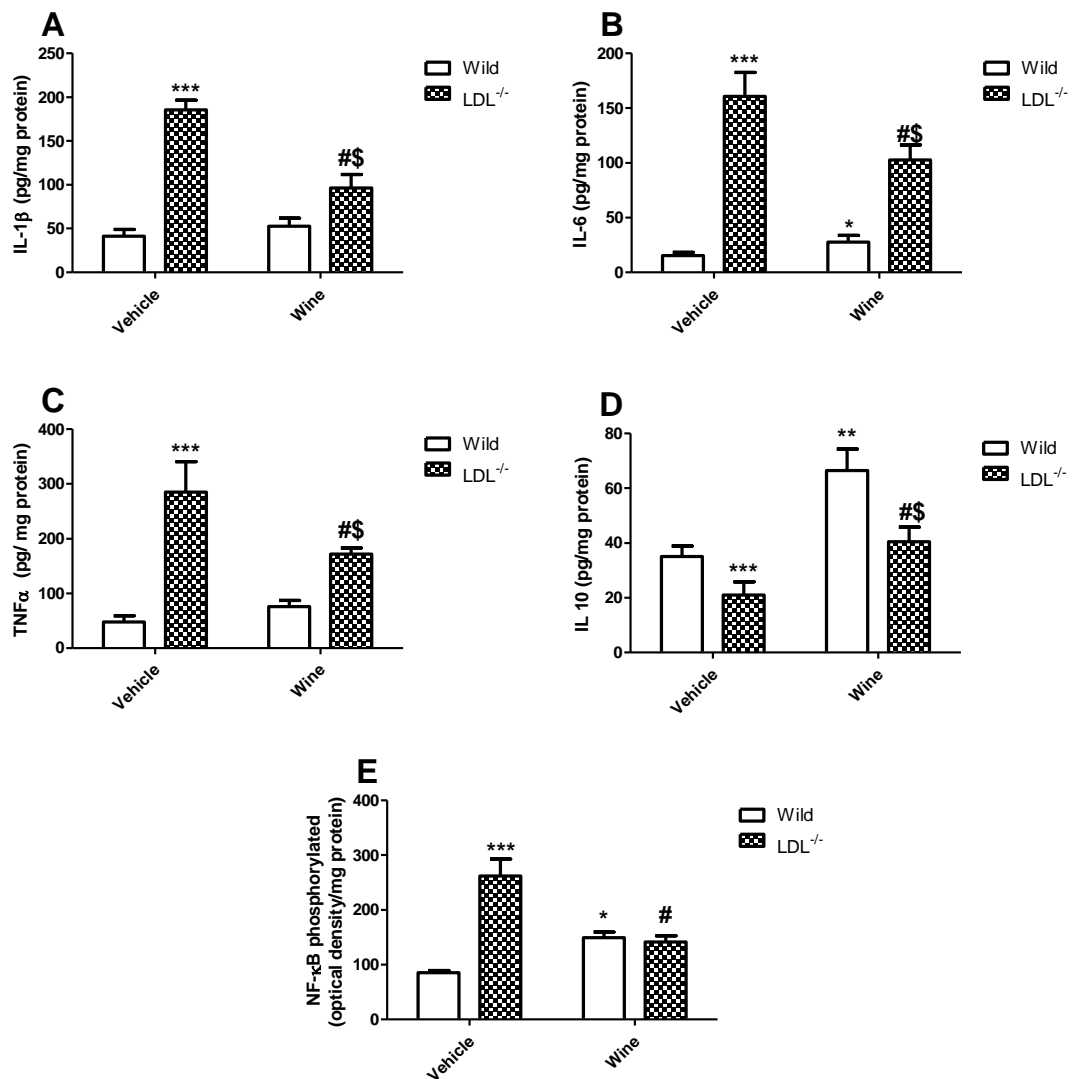 A
IL-1β (pg/mg protein)
250
200
150
100
50
0
***
#$
Vehicle
Wine
Wild
LDL-/-
B
IL-6 (pg/mg protein)
200
150
100
50
0
***
*
#$
Vehicle
Wine
Wild
LDL-/-
C
TNFα (pg/ mg protein)
400
300
200
100
0
***
#$
Vehicle
Wine
Wild
LDL-/-
D
IL 10 (pg/mg protein)
80
60
40
20
0
***
**
#$
Vehicle
Wine
Wild
LDL-/-
E
NF-κB phosphorylated
(optical density/mg protein)
400
300
200
100
0
***
*
#
Vehicle
Wine
Wild
LDL-/-